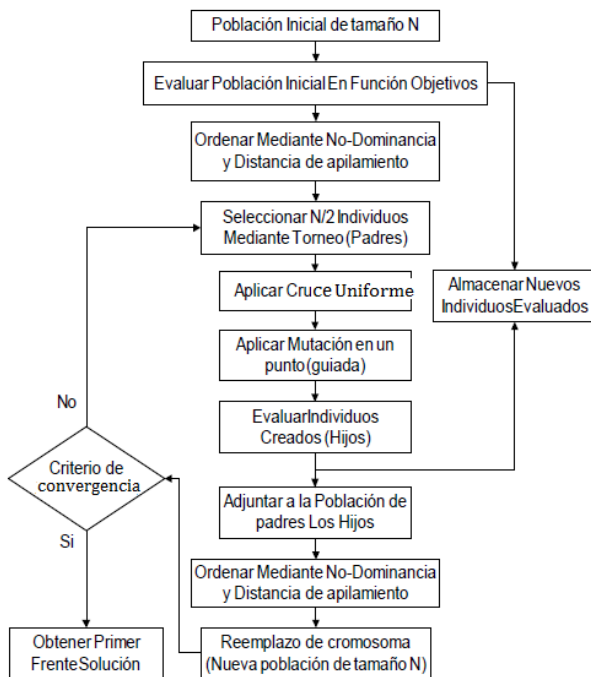 Población Inicial de tamaño N
Evaluar Población Inicial En Función Objetivos
Ordenar Mediante No-Dominancia
y Distancia de apilamiento
Seleccionar N/2 Individuos
Mediante Torneo (Padres)
Aplicar Cruce Uniforme
Almacenar Nuevos
IndividuosEvaluados
Aplicar Mutación en un
punto (guiada)
No
EvaluarIndividuos
Creados (Hijos)
Criterio de
convergencia
Adjuntar a la Población de
padres Los Hijos
Si
Ordenar Mediante No-Dominancia
y Distancia de apilamiento
Obtener Primer
Frente Solución
Reemplazo de cromosoma
(Nueva población de tamaño N)